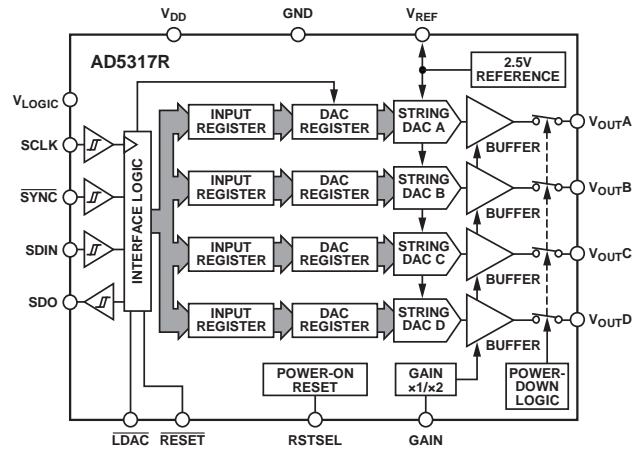 VDD
GND
VREF
AD5317R
2.5V
REFERENCE
VLOGIC
SCLK
SYNC
SDIN
SDO
INTERFACE LOGIC
INPUT
REGISTER
DAC
REGISTER
STRING
DAC A
BUFFER
VOUTA
INPUT
REGISTER
DAC
REGISTER
STRING
DAC B
BUFFER
VOUTB
INPUT
REGISTER
DAC
REGISTER
STRING
DAC C
BUFFER
VOUTC
INPUT
REGISTER
DAC
REGISTER
STRING
DAC D
BUFFER
VOUTD
POWER-ON
RESET
GAIN
×1/×2
POWER-
DOWN
LOGIC
LDAC
RESET
RSTSEL
GAIN